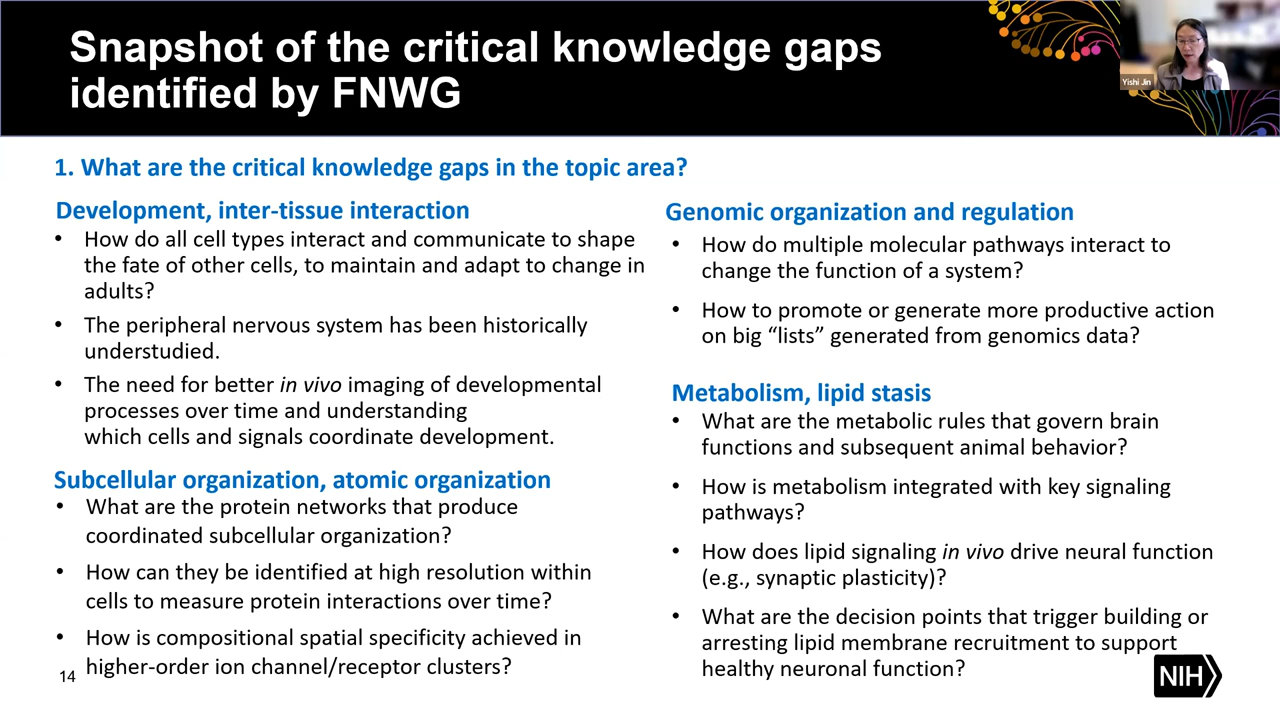 Snapshot of the critical knowledge gaps
identified by FNWG
Yishi Jin
1. What are the critical knowledge gaps in the topic area?
Development, inter-tissue interaction
• How do all cell types interact and communicate to shape
the fate of other cells, to maintain and adapt to change in
adults?
• The peripheral nervous system has been historically
understudied.
• The need for better in vivo imaging of developmental
processes over time and understanding
which cells and signals coordinate development.
Subcellular organization, atomic organization
• What are the protein networks that produce
coordinated subcellular organization?
• How can they be identified at high resolution within
cells to measure protein interactions over time?
• How is compositional spatial specificity achieved in
higher-order ion channel/receptor clusters?
Genomic organization and regulation
• How do multiple molecular pathways interact to
change the function of a system?
• How to promote or generate more productive action
on big “lists” generated from genomics data?
Metabolism, lipid stasis
• What are the metabolic rules that govern brain
functions and subsequent animal behavior?
• How is metabolism integrated with key signaling
pathways?
• How does lipid signaling in vivo drive neural function
(e.g., synaptic plasticity)?
• What are the decision points that trigger building or
arresting lipid membrane recruitment to support
healthy neuronal function?
14
NIH